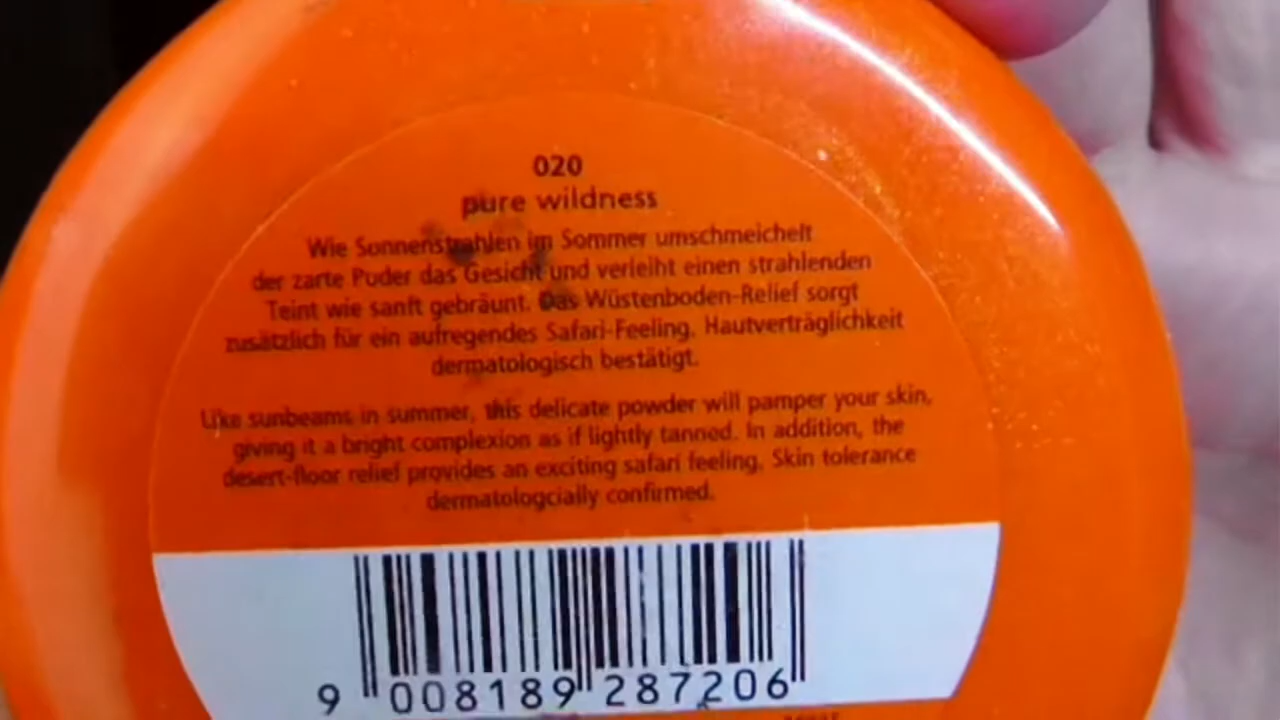 020
pure wildness
Wie Sonnenstrahlen im Sommer umschmeichelt
der zarte Puder das Gesicht und verleiht einen strahlenden
Teint wie sanft gebräunt. Das Wüstenboden-Relief sorgt
zusätzlich für ein aufregendes Safari-Feeling. Hautverträglichkeit
dermatologisch bestätigt.
Like sunbeams in summer, this delicate powder will pamper your skin,
giving it a bright complexion as if lightly tanned. In addition, the
desert-floor relief provides an exciting safari feeling. Skin tolerance
dermatologcially confirmed.
9 008189 287206